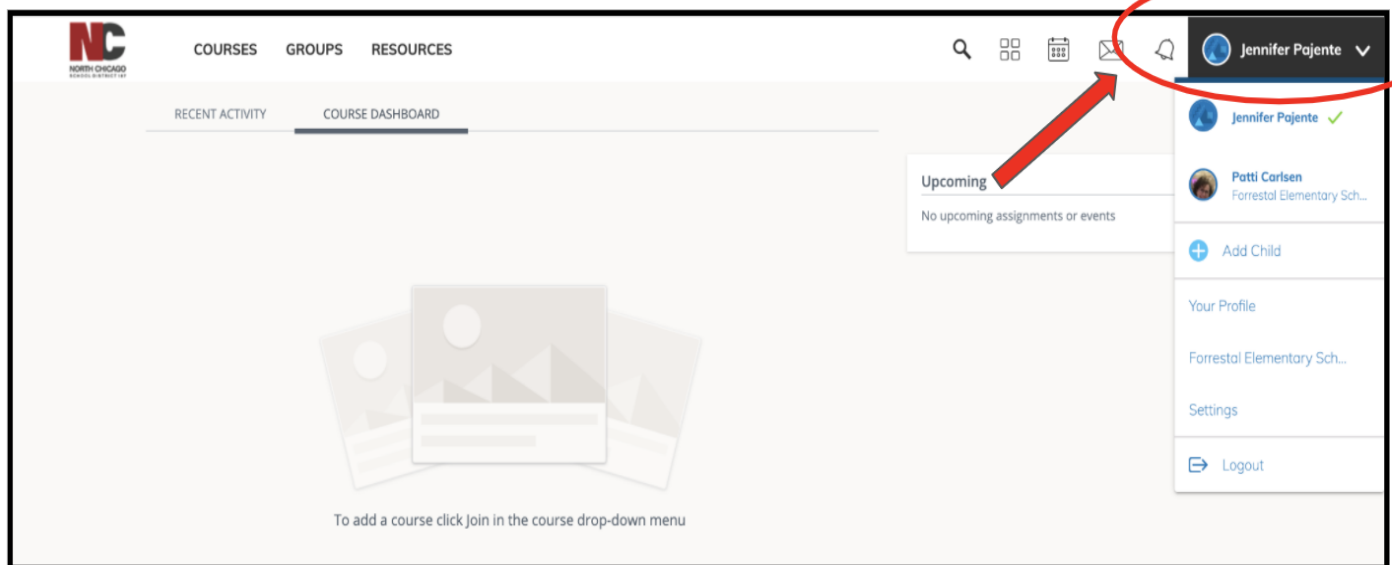 NC
NORTH CHICAGO
SCHOOL DISTRICT 187
COURSES GROUPS RESOURCES
Jennifer Pajente
RECENT ACTIVITY COURSE DASHBOARD
Jennifer Pajente
Patti Carlsen
Forrestal Elementary Sch...
Upcoming
No upcoming assignments or events
Add Child
Your Profile
Forrestal Elementary Sch...
Settings
Logout
To add a course click Join in the course drop-down menu